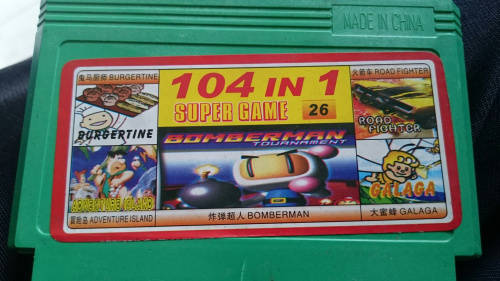 MADE IN CHINA
104 IN 1
SUPER GAME 26
鬼马厨师 BURGERTINE
BURGERTINE
火箭车 ROAD FIGHTER
ROAD FIGHTER
BOMBERMAN
TOURNAMENT
ADVENTURE ISLAND
冒险岛 ADVENTURE ISLAND
炸弹超人 BOMBERMAN
GALAGA
大蜜蜂 GALAGA